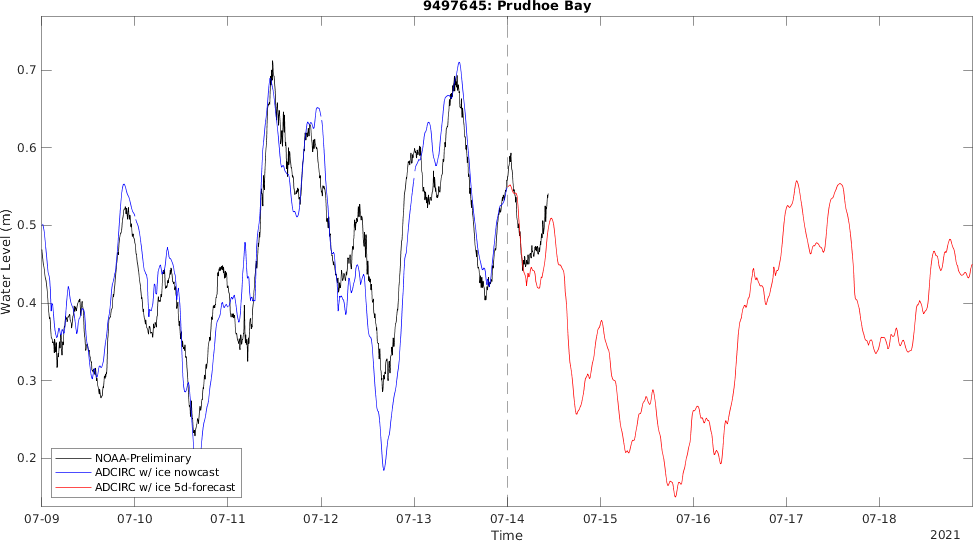 9497645: Prudhoe Bay
Water Level (m)
0.7
0.6
0.5
0.4
0.3
0.2
NOAA-Preliminary
ADCIRC w/ ice nowcast
ADCIRC w/ ice 5d-forecast
07-09 07-10 07-11 07-12 07-13 07-14 07-15 07-16 07-17 07-18
Time
2021